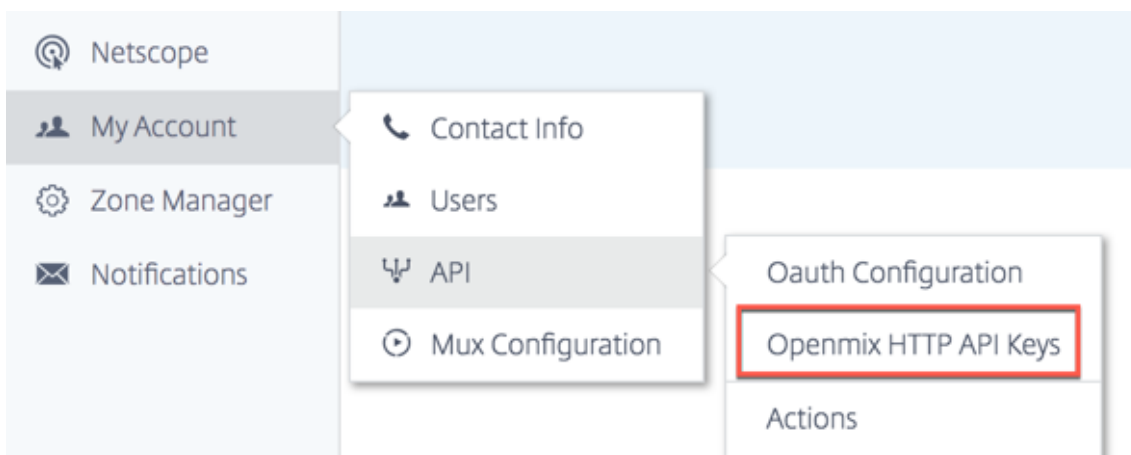 Netscope
My Account
Zone Manager
Notifications
Contact Info
Users
API
Mux Configuration
Oauth Configuration
Openmix HTTP API Keys
Actions